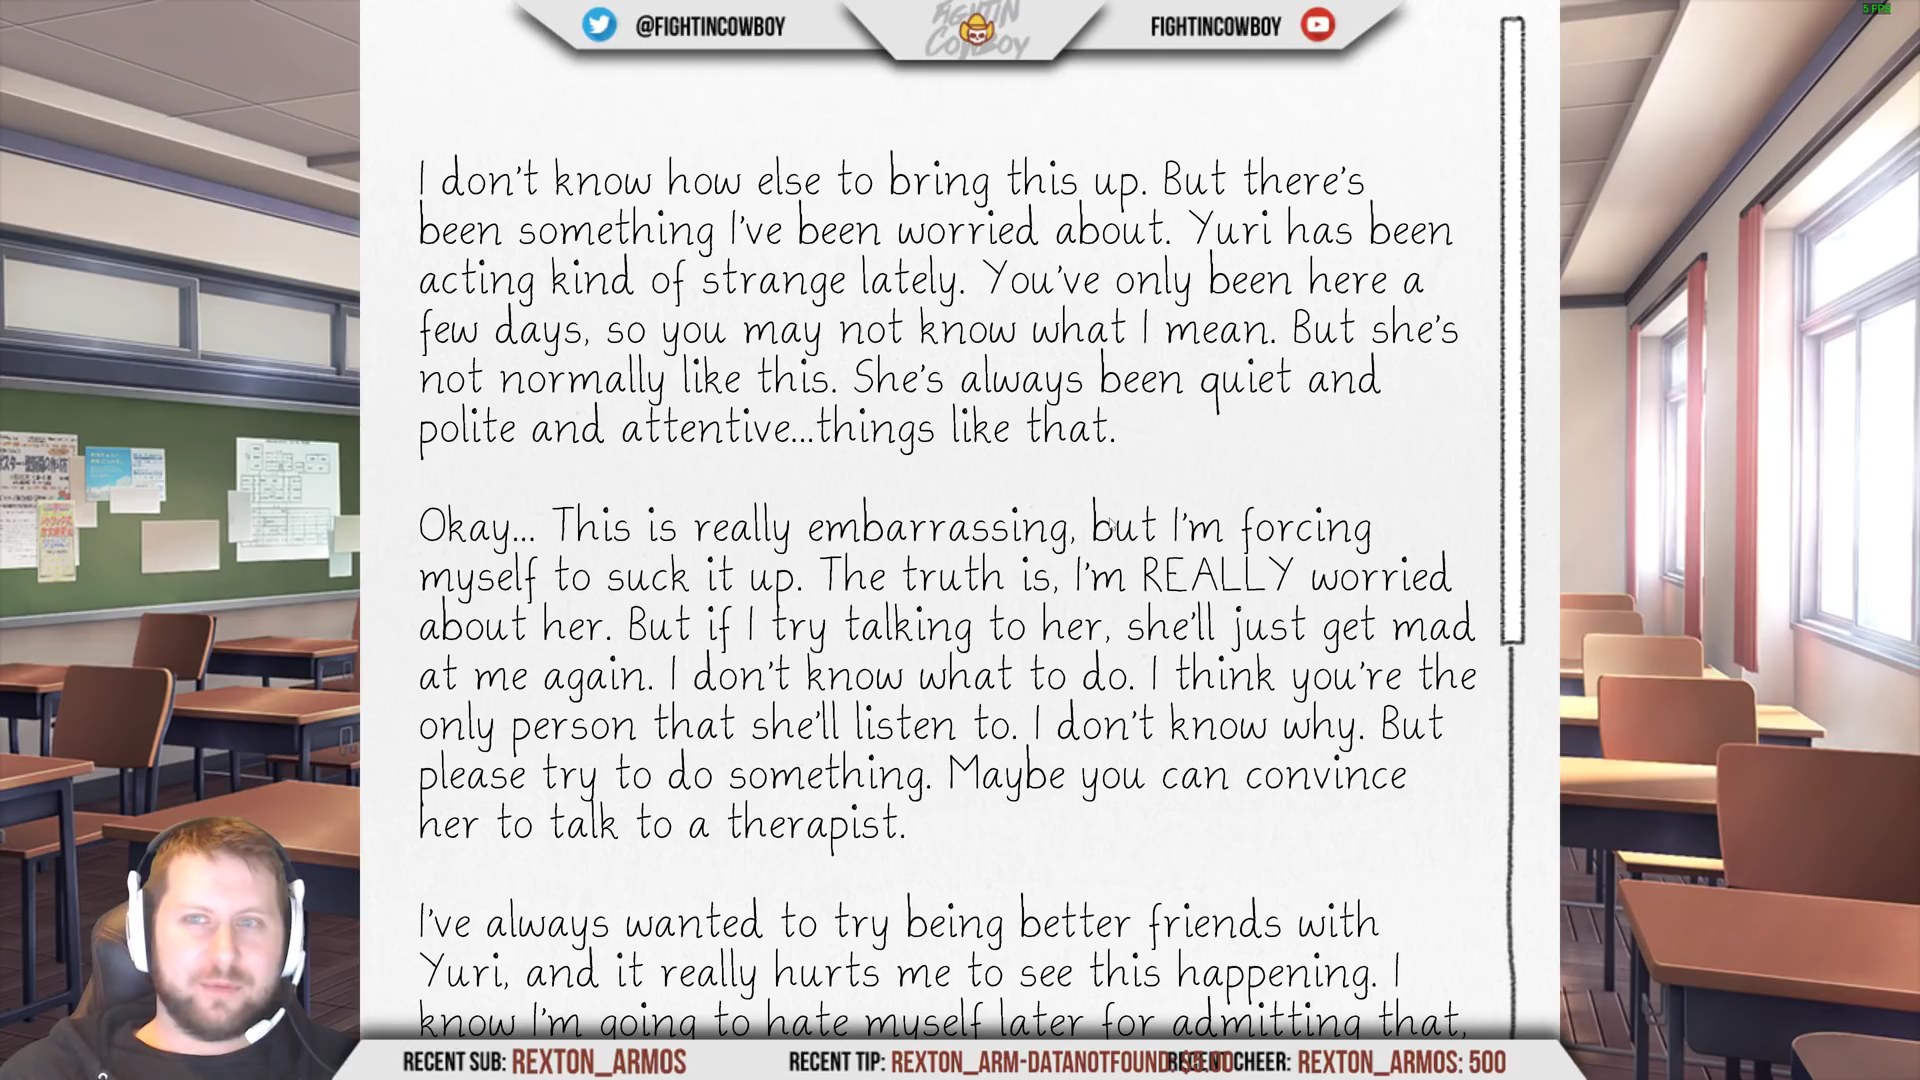 5 FPS
@FIGHTINCOWBOY
FIGHTIN
COWBOY
FIGHTINCOWBOY
I don't know how else to bring this up. But there's
been something I've been worried about. Yuri has been
acting kind of strange lately. You've only been here a
few days, so you may not know what I mean. But she's
not normally like this. She's always been quiet and
polite and attentive...things like that.
Okay... This is really embarrassing, but I'm forcing
myself to suck it up. The truth is, I'm REALLY worried
about her. But if I try talking to her, she'll just get mad
at me again. I don't know what to do. I think you're the
only person that she'll listen to. I don't know why. But
please try to do something. Maybe you can convince
her to talk to a therapist.
I've always wanted to try being better friends with
Yuri, and it really hurts me to see this happening. I
know I'm going to hate myself later for admitting that,
RECENT SUB: REXTON_ARMOS
RECENT TIP: REXTON_ARM-DATANOTFOUND:
CHEER: REXTON_ARMOS: 500